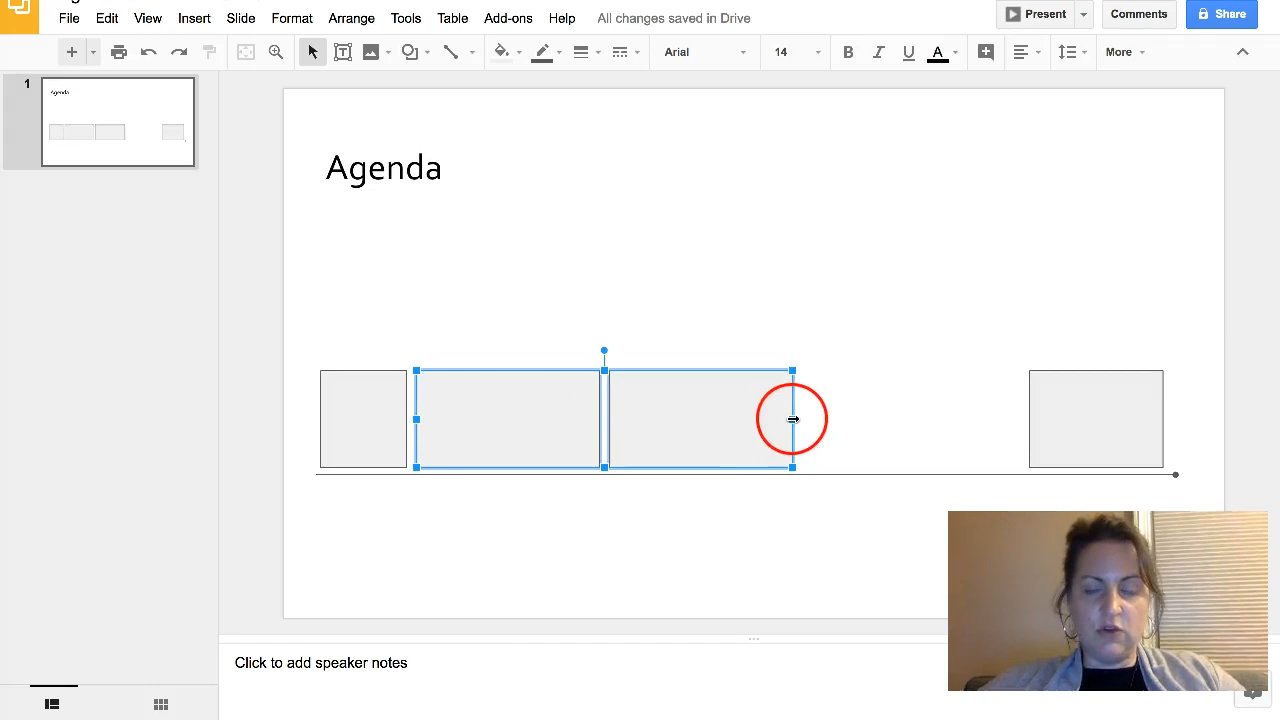 File Edit View Insert Slide Format Arrange Tools Table Add-ons Help All changes saved in Drive Present Comments Share
Arial 14 B I U A More
1
Agenda
Agenda
Click to add speaker notes